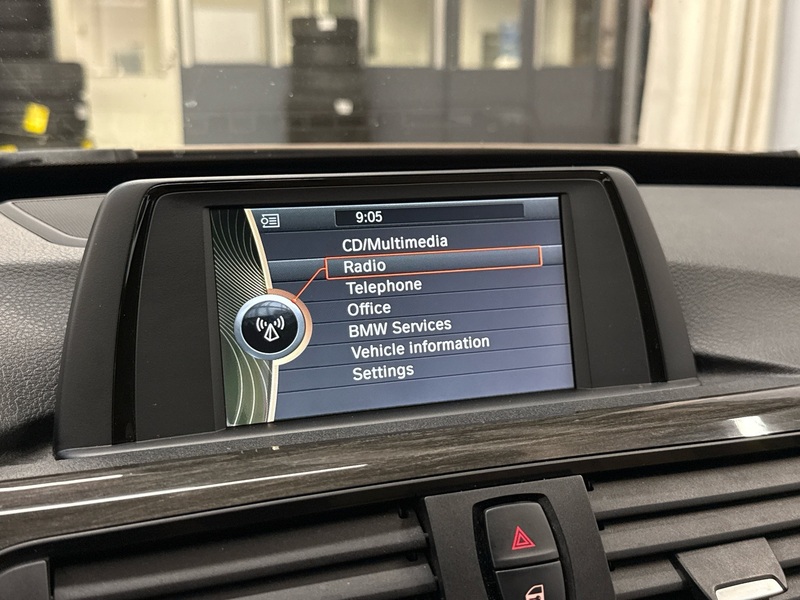 9:05
CD/Multimedia
Radio
Telephone
Office
BMW Services
Vehicle information
Settings